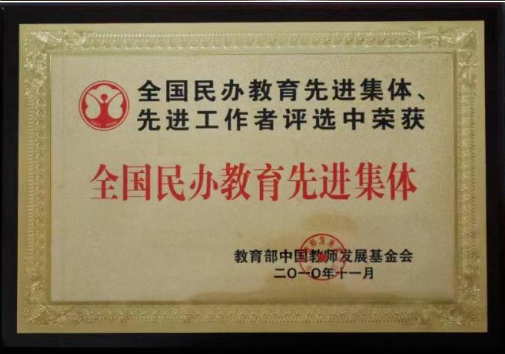 全国民办教育先进集体、
先进工作者评选中荣获
全国民办教育先进集体
教育部中国教师发展基金会
二〇一〇年十一月